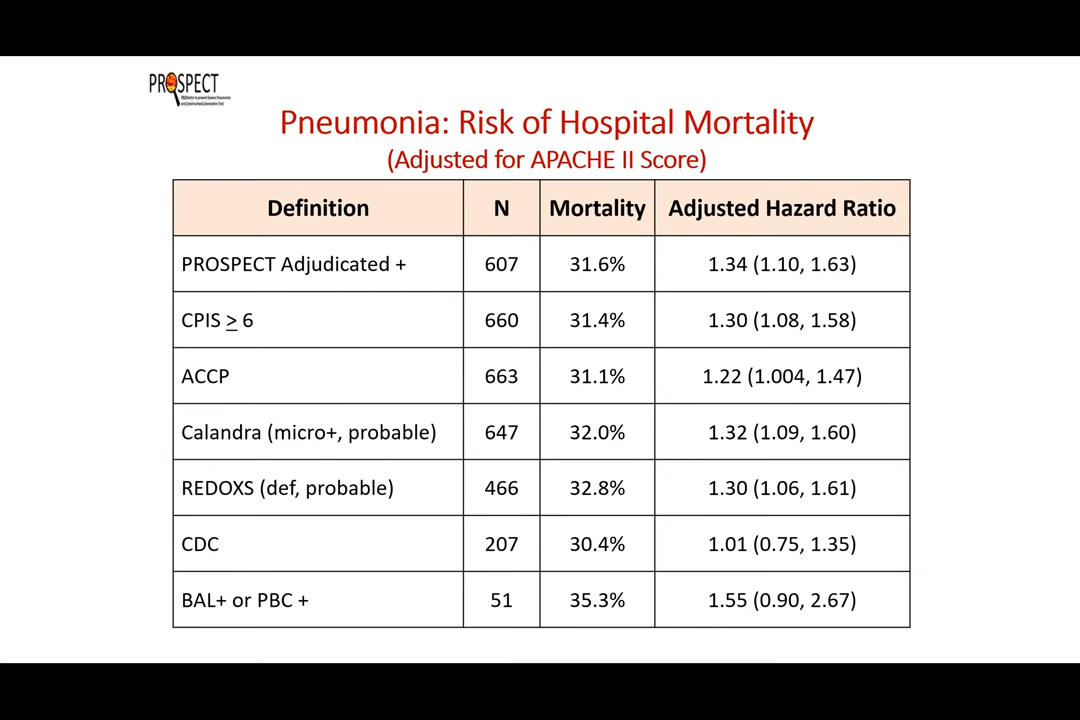 PROSPECT
Pneumonia: Risk of Hospital Mortality
(Adjusted for APACHE II Score)
Definition N Mortality Adjusted Hazard Ratio
PROSPECT Adjudicated + 607 31.6% 1.34 (1.10, 1.63)
CPIS ≥ 6 660 31.4% 1.30 (1.08, 1.58)
ACCP 663 31.1% 1.22 (1.004, 1.47)
Calandra (micro+, probable) 647 32.0% 1.32 (1.09, 1.60)
REDOXS (def, probable) 466 32.8% 1.30 (1.06, 1.61)
CDC 207 30.4% 1.01 (0.75, 1.35)
BAL+ or PBC + 51 35.3% 1.55 (0.90, 2.67)